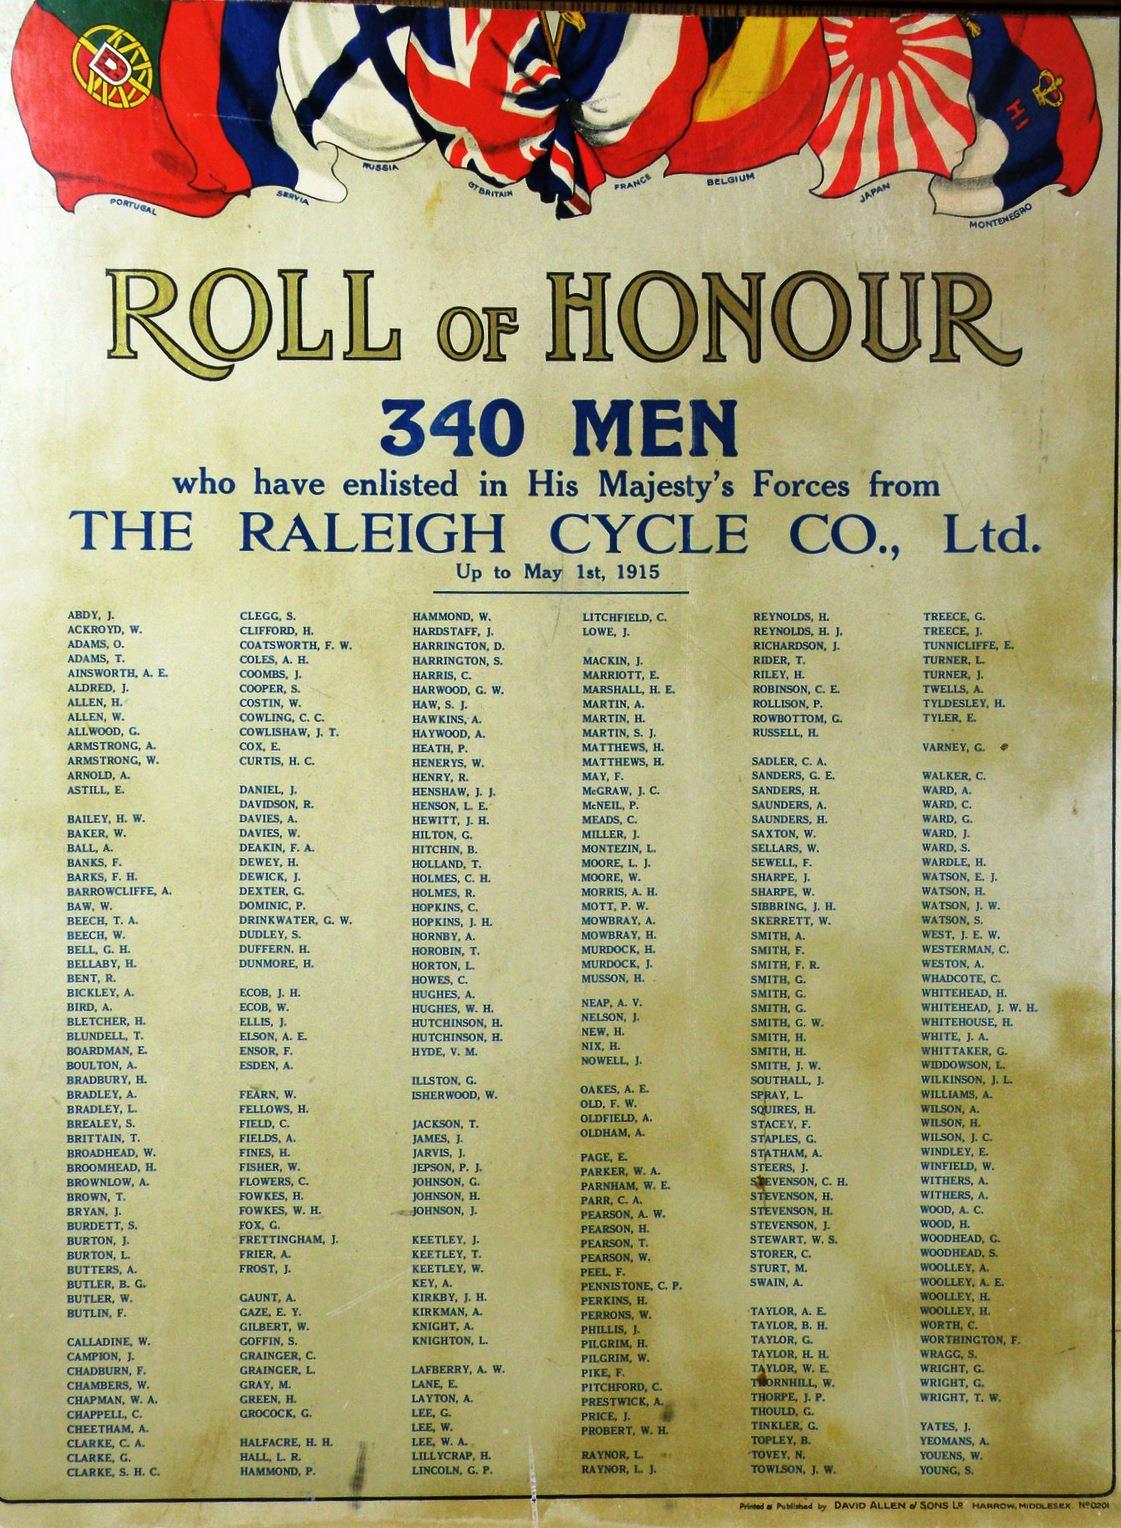 PORTUGAL
SERVIA
RUSSIA
GT BRITAIN
FRANCE
BELGIUM
JAPAN
HI
MONTENEGRO
ROLL OF HONOUR
340 MEN
who have enlisted in His Majesty's Forces from
THE RALEIGH CYCLE CO., Ltd.
Up to May 1st, 1915
ABDY, J.
ACKROYD, W.
ADAMS, O.
ADAMS, T.
AINSWORTH, A. E.
ALDRED, J.
ALLEN, H.
ALLEN, W.
ALLWOOD, G.
ARMSTRONG, A.
ARMSTRONG, W.
ARNOLD, A.
ASTILL, E.
BAILEY, H. W.
BAKER, W.
BALL, A.
BANKS, F.
BARKS, F. H.
BARROWCLIFFE, A.
BAW, W.
BEECH, T. A.
BEECH, W.
BELL, G. H.
BELLABY, H.
BENT, R.
BICKLEY, A.
BIRD, A.
BLETCHER, H.
BLUNDELL, T.
BOARDMAN, E.
BOULTON, A.
BRADBURY, H.
BRADLEY, A.
BRADLEY, L.
BREALEY, S.
BRITTAIN, T.
BROADHEAD, W.
BROOMHEAD, H.
BROWNLOW, A.
BROWN, T.
BRYAN, J.
BURDETT, S.
BURTON, J.
BURTON, L.
BUTTERS, A.
BUTLER, B. G.
BUTLER, W.
BUTLIN, F.
CALLADINE, W.
CAMPION, J.
CHADBURN, F.
CHAMBERS, W.
CHAPMAN, W. A.
CHAPPELL, C.
CHEETHAM, A.
CLARKE, C. A.
CLARKE, G.
CLARKE, S. H. C.
CLEGG, S.
CLIFFORD, H.
COATSWORTH, F. W.
COLES, A. H.
COOMBS, J.
COOPER, S.
COSTIN, W.
COWLING, C. C.
COWLISHAW, J. T.
COX, E.
CURTIS, H. C.
DANIEL, J.
DAVIDSON, R.
DAVIES, A.
DAVIES, W.
DEAKIN, F. A.
DEWEY, H.
DEWICK, J.
DEXTER, G.
DOMINIC, P.
DRINKWATER, G. W.
DUDLEY, S.
DUFFERN. H.
DUNMORE, H.
ECOB, J. H.
ECOB, W.
ELLIS, J.
ELSON, A. E.
ENSOR, F.
ESDEN, A.
FEARN, W.
FELLOWS, H.
FIELD, C.
FIELDS, A.
FINES, H.
FISHER, W.
FLOWERS, C.
FOWKES, H.
FOWKES, W. H.
FOX, G.
FRETTINGHAM, J.
FRIER, A.
FROST, J.
GAUNT, A.
GAZE, E. Y.
GILBERT, W.
GOFFIN, S.
GRAINGER, C.
GRAINGER, L.
GRAY, M.
GREEN, H.
GROCOCK, G.
HALFACRE, H. H.
HALL, L. R.
HAMMOND, P.
HAMMOND, W.
HARDSTAFF, J.
HARRINGTON, D.
HARRINGTON, S.
HARRIS, C.
HARWOOD, G. W.
HAW, S. J.
HAWKINS, A.
HAYWOOD, A.
HEATH, P.
HENERYS, W.
HENRY, R.
HENSHAW, J. J.
HENSON, L. E.
HEWITT, J. H.
HILTON, G.
HITCHIN, B.
HOLLAND, T.
HOLMES, C. H.
HOLMES, R.
HOPKINS, C.
HOPKINS, J. H.
HORNBY, A.
HOROBIN, T.
HORTON, L.
HOWES, C.
HUGHES, A.
HUGHES, W. H.
HUTCHINSON, H.
HUTCHINSON, H.
HYDE, V. M.
ILLSTON, G.
ISHERWOOD, W.
JACKSON, T.
JAMES, J.
JARVIS, J.
JEPSON, P. J.
JOHNSON, G.
JOHNSON, H.
JOHNSON, J.
KEETLEY, J.
KEETLEY, T.
KEETLEY, W.
KEY, A.
KIRKBY, J. H.
KIRKMAN, A.
KNIGHT, A.
KNIGHTON, L.
LAFBERRY, A. W.
LANE, E.
LAYTON, A.
LEE, G.
LEE, W.
LEE, W. A.
LILLYCRAP, H.
LINCOLN, G. P.
LITCHFIELD, C.
LOWE, J.
MACKIN, J.
MARRIOTT, E.
MARSHALL, H. E.
MARTIN, A.
MARTIN, H.
MARTIN, S. J.
MATTHEWS, H.
MATTHEWS, H.
MAY, F.
McGRAW, J. C.
McNEIL, P.
MEADS, C.
MILLER, J.
MONTEZIN, L.
MOORE, L. J.
MOORE, W.
MORRIS, A. H.
MOTT, P. W.
MOWBRAY, A.
MOWBRAY, H.
MURDOCK, H.
MURDOCK, J.
MUSSON, H.
NEAP, A. V.
NELSON, J.
NEW, H.
NIX, H.
NOWELL, J.
OAKES, A. E.
OLD, F. W.
OLDFIELD, A.
OLDHAM, A.
PAGE, E.
PARKER, W. A.
PARNHAM, W. E.
PARR, C. A.
PEARSON, A. W.
PEARSON, H.
PEARSON, T.
PEARSON, W.
PEEL, F.
PENNISTONE, C. P.
PERKINS, H.
PERRONS, W.
PHILLIS, J.
PILGRIM, H.
PILGRIM, W.
PIKE, F.
PITCHFORD, C.
PRESTWICK, A.
PRICE, J.
PROBERT, W. H.
RAYNOR, L.
RAYNOR, L. J.
REYNOLDS, H.
REYNOLDS, H. J.
RICHARDSON, J.
RIDER, T.
RILEY, H.
ROBINSON, C. E.
ROLLISON, P.
ROWBOTTOM, G.
RUSSELL, H.
SADLER, C. A.
SANDERS, G. E.
SANDERS, H.
SAUNDERS, A.
SAUNDERS, H.
SAXTON, W.
SELLARS, W.
SEWELL, F.
SHARPE, J.
SHARPE, W.
SIBBRING, J. H.
SKERRETT, W.
SMITH, A.
SMITH, F.
SMITH, F. R.
SMITH, G.
SMITH, G.
SMITH, G.
SMITH, G. W.
SMITH, H.
SMITH, H.
SMITH, J. W.
SOUTHALL, J.
SPRAY, L.
SQUIRES, H.
STACEY, F.
STAPLES, G.
STATHAM, A.
STEERS, J.
STEVENSON, C. H.
STEVENSON, H.
STEVENSON, H.
STEVENSON, J.
STEWART, W. S.
STORER, C.
STURT, M.
SWAIN, A.
TAYLOR, A. E.
TAYLOR, B. H.
TAYLOR, G.
TAYLOR, H. H.
TAYLOR, W. E.
THORNHILL, W.
THORPE, J. P.
THOULD, G.
TINKLER, G.
TOPLEY, B.
TOVEY, N.
TOWLSON, J. W.
TREECE, G.
TREECE, J.
TUNNICLIFFE, E.
TURNER, L.
TURNER, J.
TWELLS, A.
TYLDESLEY, H.
TYLER, E.
VARNEY, G.
WALKER, C.
WARD, A.
WARD, C.
WARD, G.
WARD, J.
WARD, S.
WARDLE, H.
WATSON, E. J.
WATSON, H.
WATSON, J. W.
WATSON, S.
WEST, J. E. W.
WESTERMAN, C.
WESTON, A.
WHADCOTE, C.
WHITEHEAD, H.
WHITEHEAD, J. W. H.
WHITEHOUSE, H.
WHITE, J. A.
WHITTAKER, G.
WIDDOWSON, L.
WILKINSON, J. L.
WILLIAMS, A.
WILSON, A.
WILSON, H.
WILSON, J. C.
WINDLEY, E.
WINFIELD, W.
WITHERS, A.
WITHERS, A.
WOOD, A. C.
WOOD, H.
WOODHEAD, G.
WOODHEAD, S.
WOOLLEY, A.
WOOLLEY, A. E.
WOOLLEY, H.
WOOLLEY, H.
WORTH, C.
WORTHINGTON, F.
WRAGG, S.
WRIGHT, G.
WRIGHT, G.
WRIGHT, T. W.
YATES, J.
YEOMANS, A.
YOUENS, W.
YOUNG, S.
Printed & Published by DAVID ALLEN & SONS LD HARROW, MIDDLESEX. No 0201